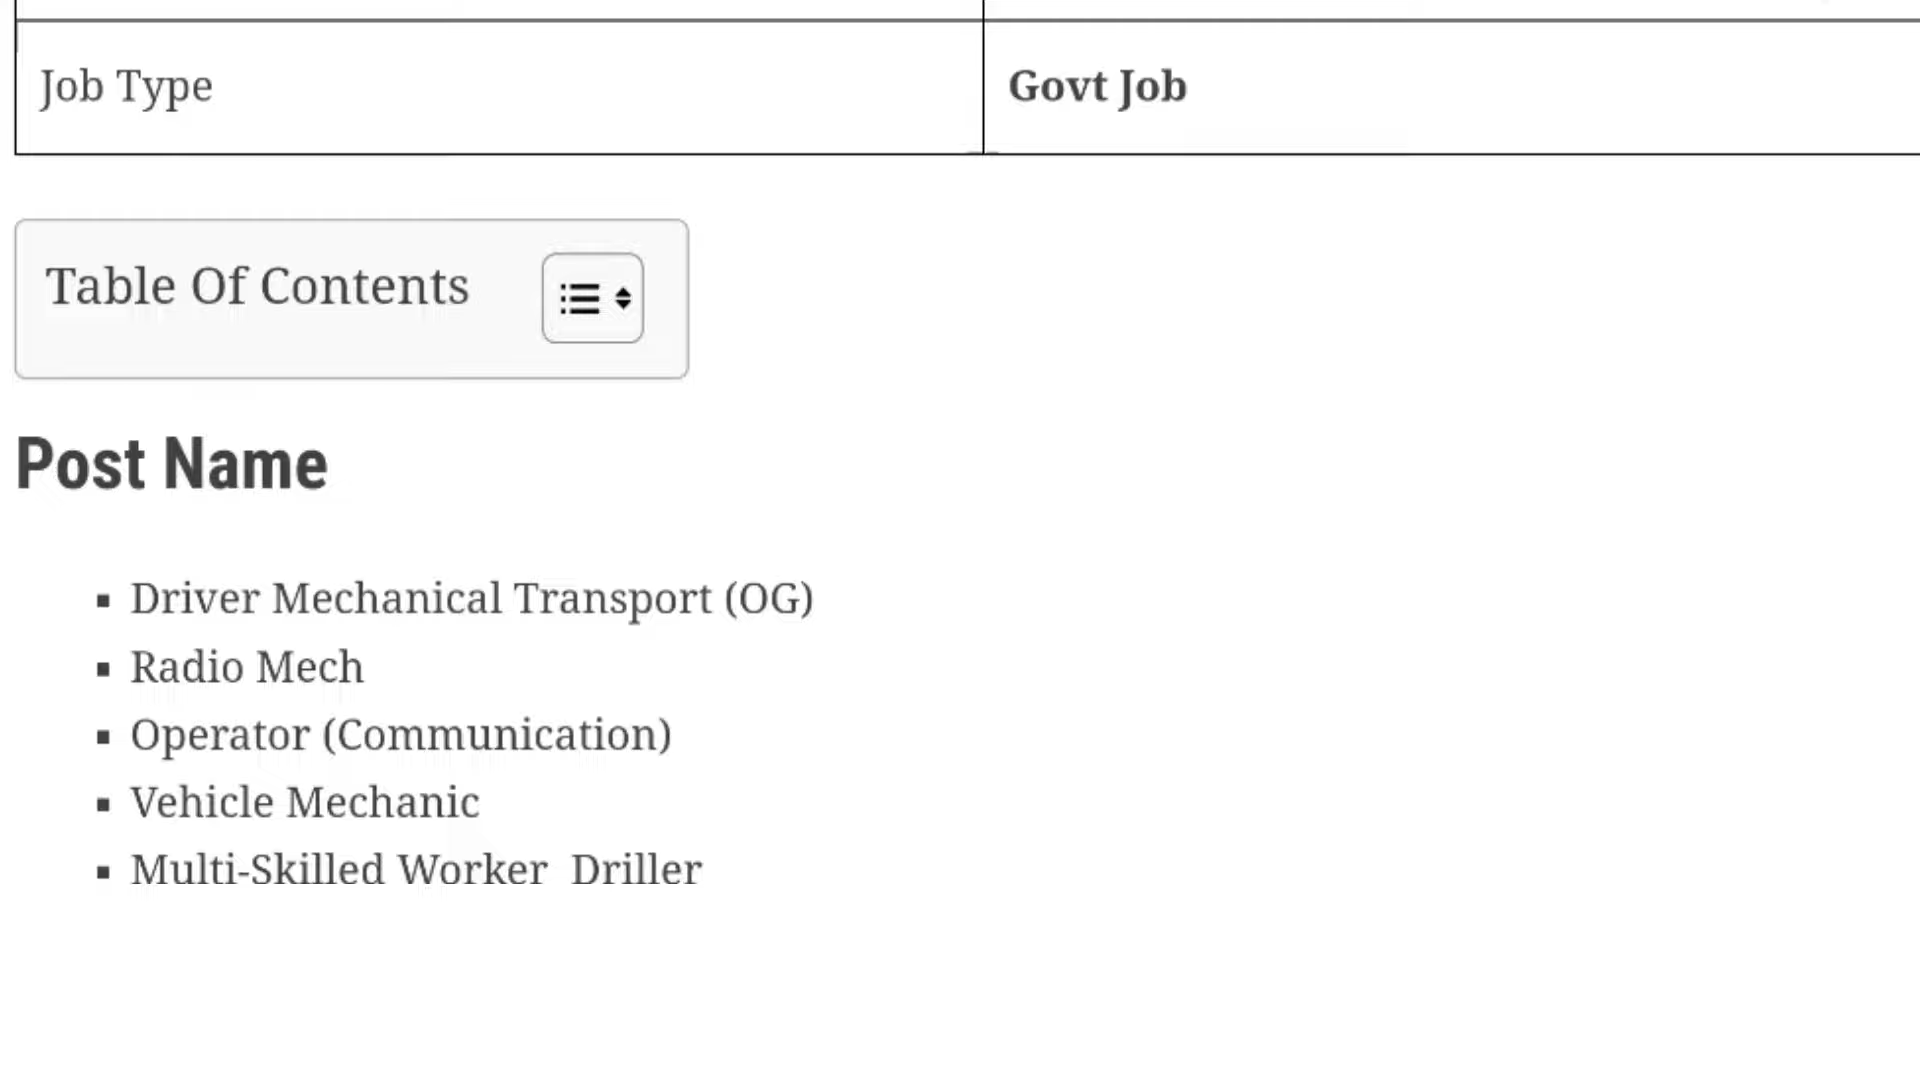 Job Type
Govt Job
Table Of Contents
Post Name
Driver Mechanical Transport (OG)
Radio Mech
Operator (Communication)
Vehicle Mechanic
Multi-Skilled Worker Driller